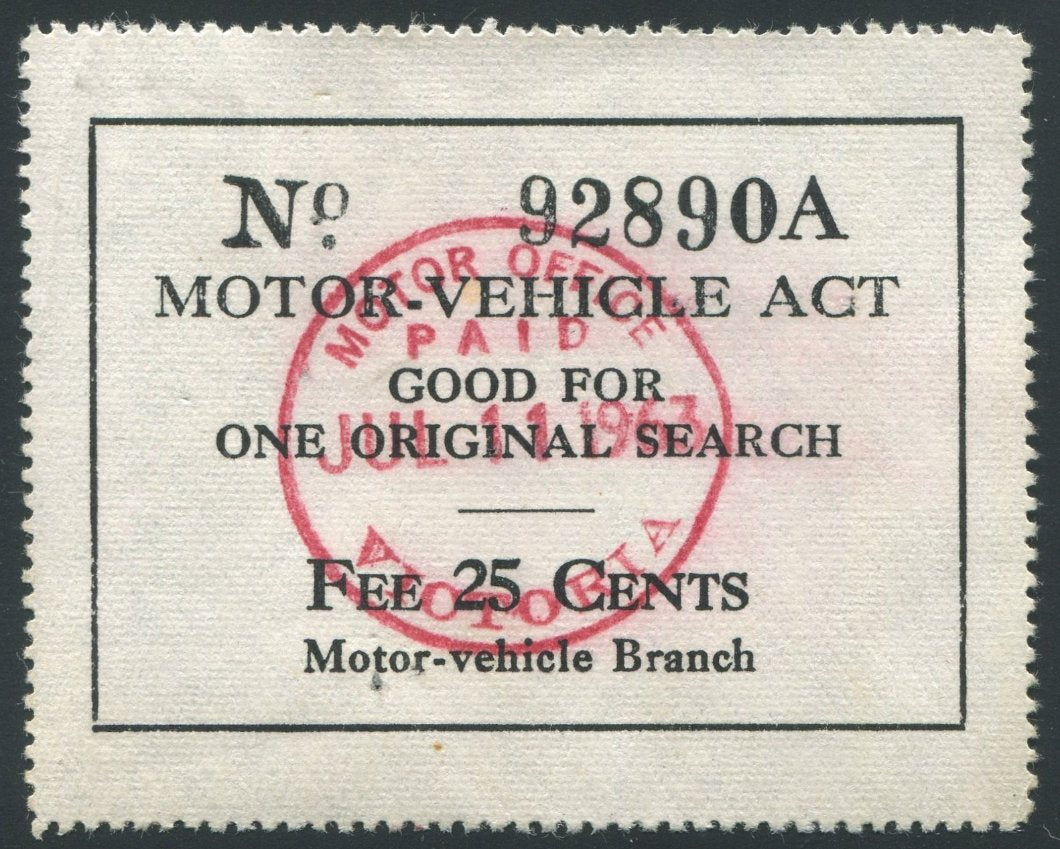 Nº 92890A
MOTOR-VEHICLE ACT
GOOD FOR
ONE ORIGINAL SEARCH
FEE 25 CENTS
Motor-vehicle Branch
MOTOR OFFICE
PAID
JUL 11 1963
VICTORIA